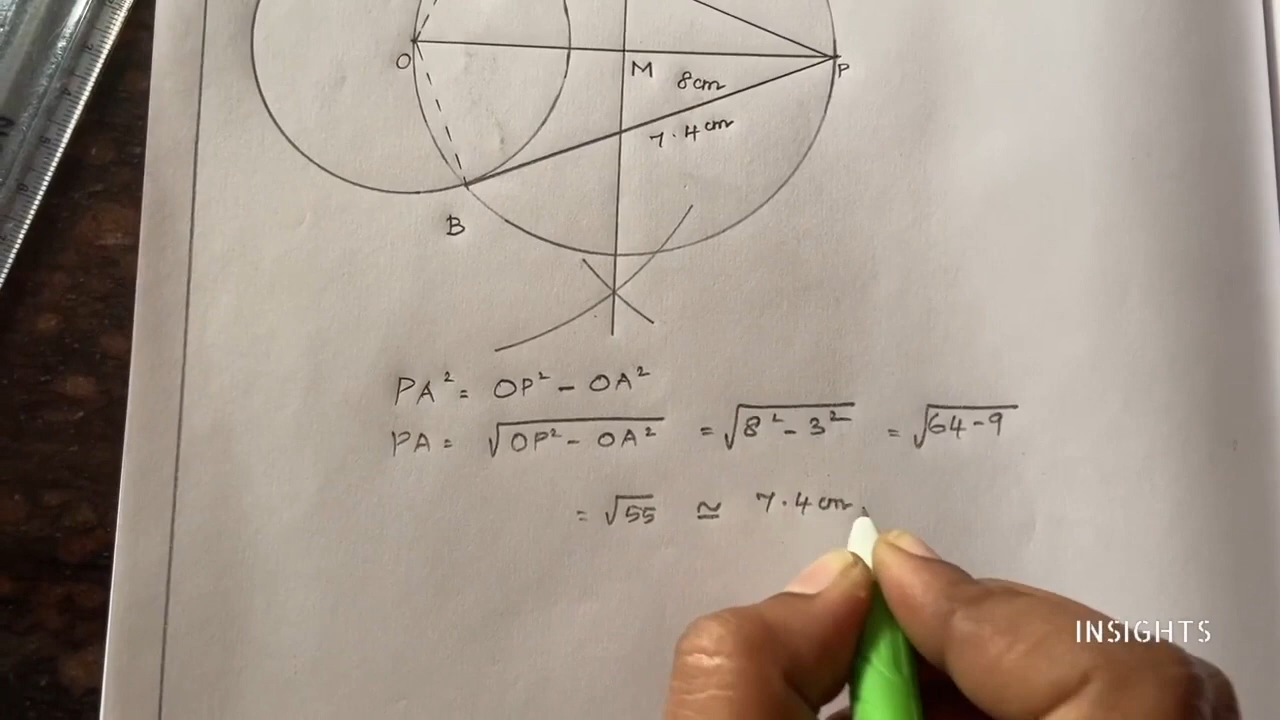 O
M
P
8cm
7.4cm
B
PA² = OP² - OA²
PA = √OP² - OA² = √8² - 3² = √64-9
= √55 ≅ 7.4cm.
INSIGHTS